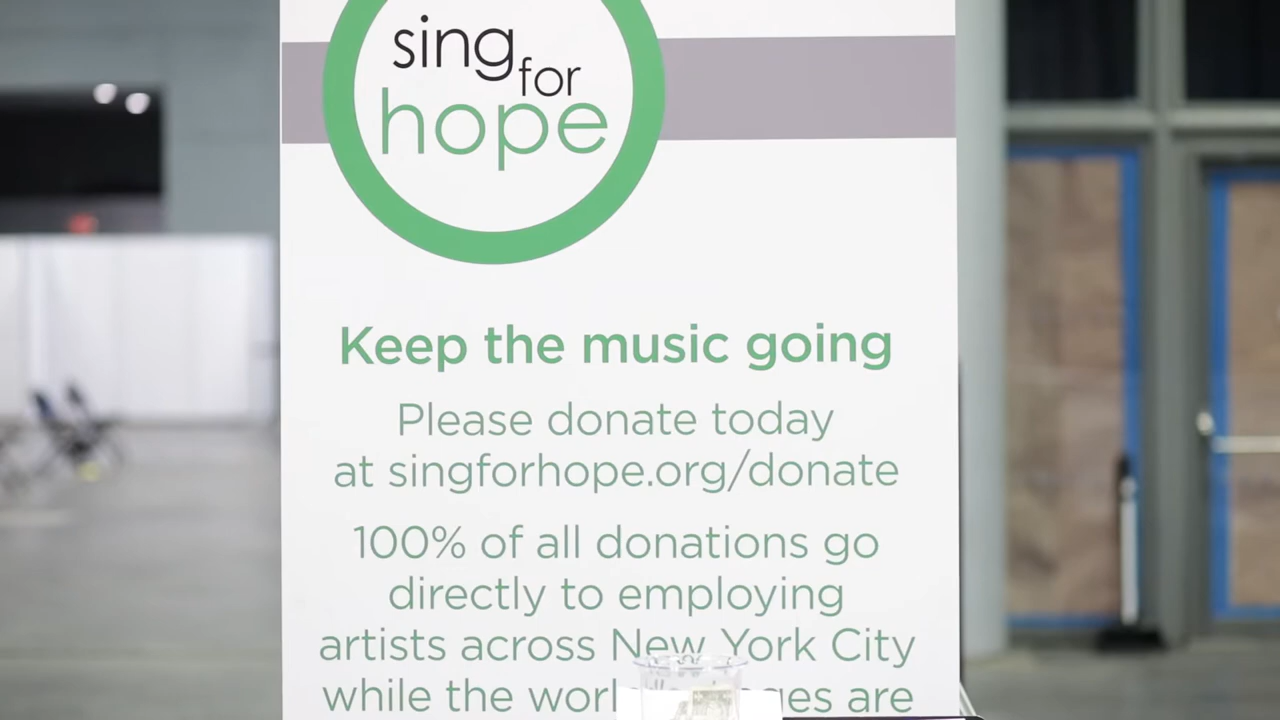 sing for
hope
Keep the music going
Please donate today
at singforhope.org/donate
100% of all donations go
directly to employing
artists across New York City
while the are